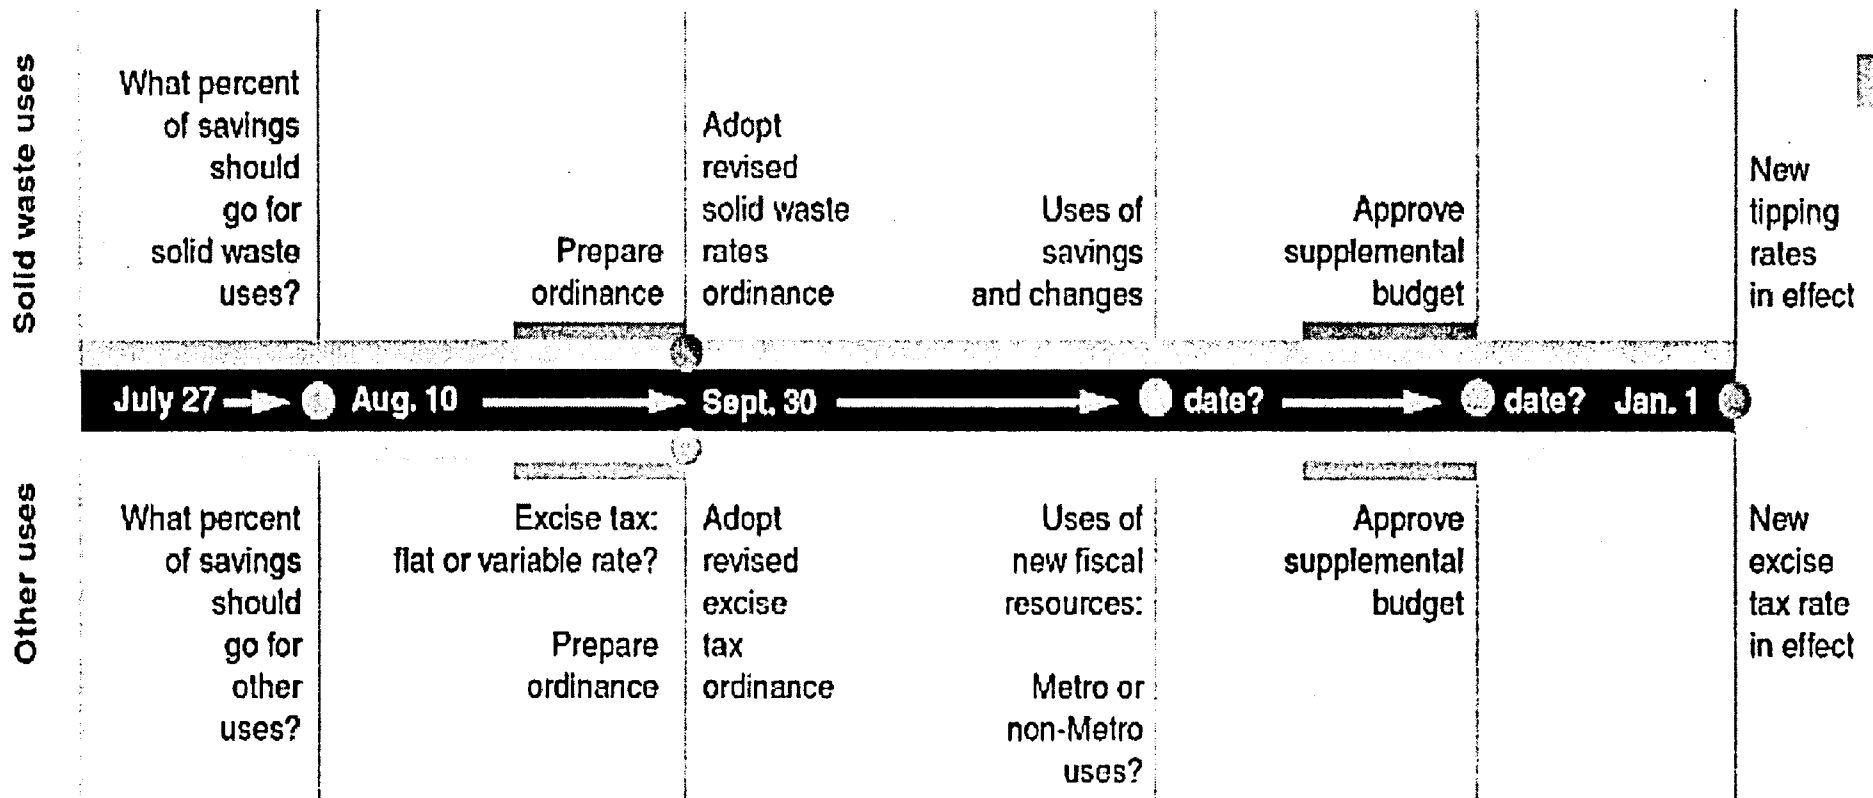 Solid waste uses
What percent
of savings
should
go for
solid waste
uses?
Prepare
ordinance
Adopt
revised
solid waste
rates
ordinance
Uses of
savings
and changes
Approve
supplemental
budget
New
tipping
rates
in effect
July 27 Aug. 10 Sept. 30 date? date? Jan. 1
Other uses
What percent
of savings
should
go for
other
uses?
Excise tax:
flat or variable rate?
Prepare
ordinance
Adopt
revised
excise
tax
ordinance
Uses of
new fiscal
resources:
Metro or
non-Metro
uses?
Approve
supplemental
budget
New
excise
tax rate
in effect